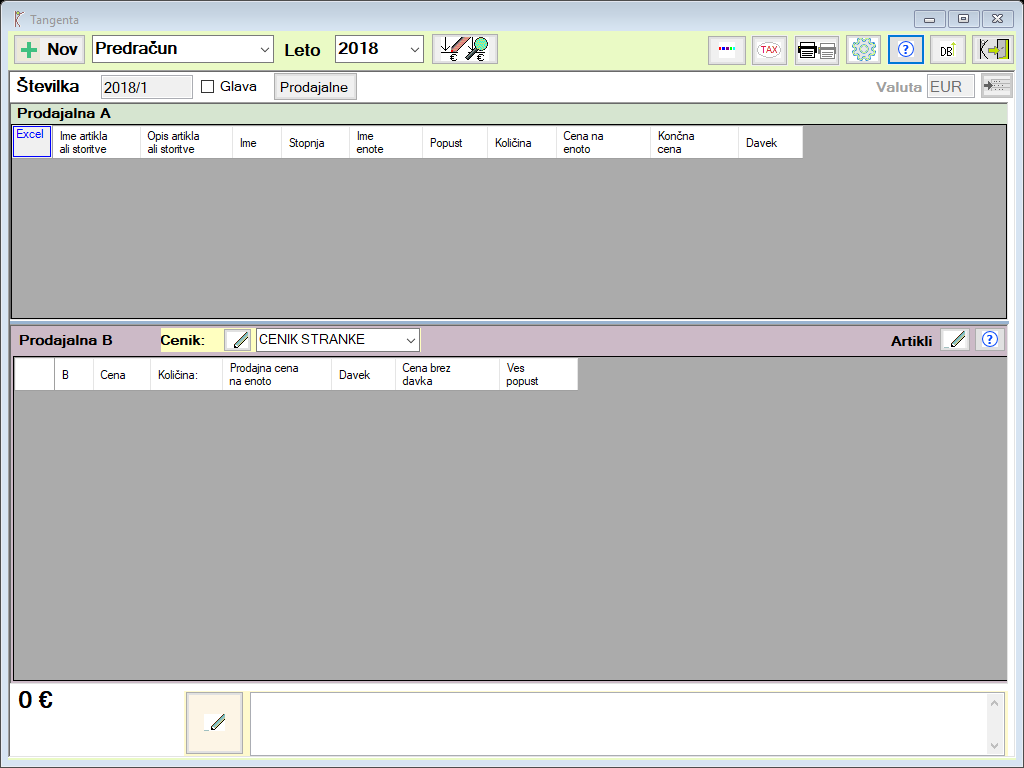 Tangenta
Nov Predračun Leto 2018 TAX DB
Številka 2018/1 Glava Prodajalne Valuta EUR
Prodajalna A
Excel Ime artikla ali storitve Opis artikla ali storitve Ime Stopnja Ime enote Popust Količina Cena na enoto Končna cena Davek
Prodajalna B Cenik: CENIK STRANKE Artikli
B Cena Količina: Prodajna cena na enoto Davek Cena brez davka Ves popust
0 €